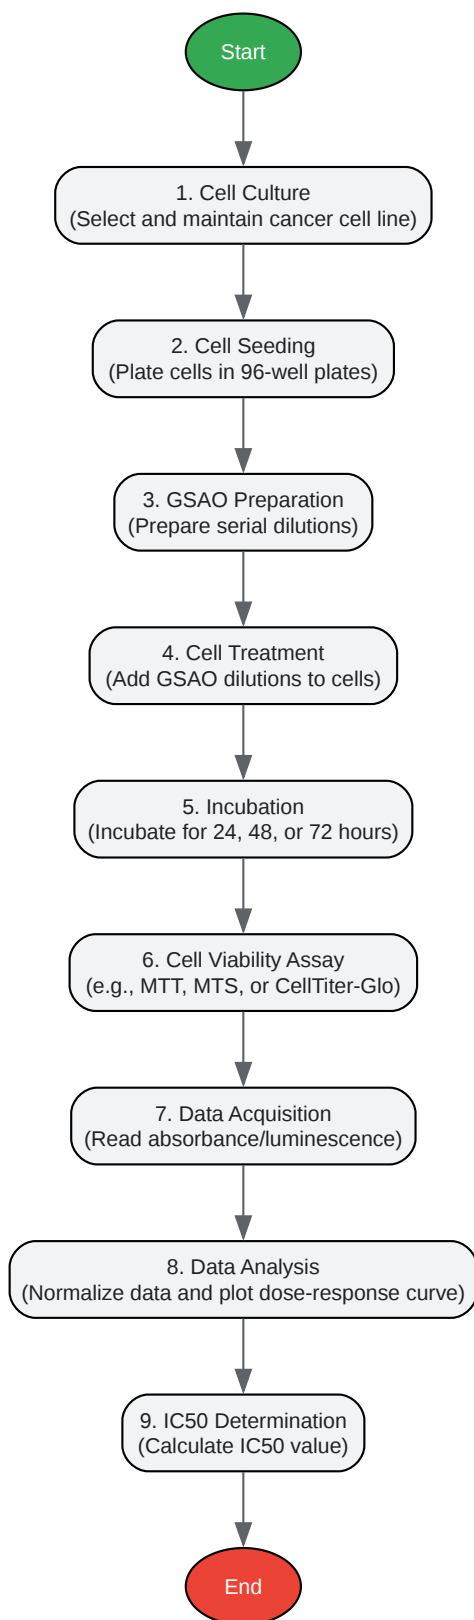 Start
1. Cell Culture
(Select and maintain cancer cell line)
2. Cell Seeding
(Plate cells in 96-well plates)
3. GSAO Preparation
(Prepare serial dilutions)
4. Cell Treatment
(Add GSAO dilutions to cells)
5. Incubation
(Incubate for 24, 48, or 72 hours)
6. Cell Viability Assay
(e.g., MTT, MTS, or CellTiter-Glo)
7. Data Acquisition
(Read absorbance/luminescence)
8. Data Analysis
(Normalize data and plot dose-response curve)
9. IC50 Determination
(Calculate IC50 value)
End